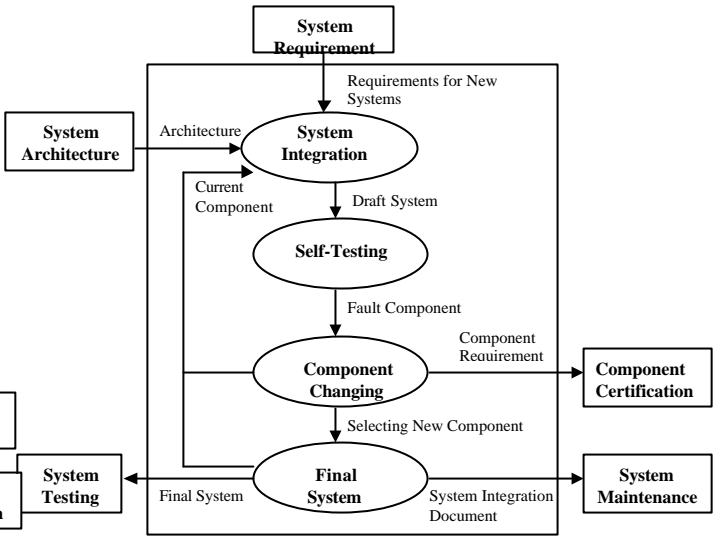 System
Requirement
Requirements for New
Systems
System
Architecture
Architecture
System
Integration
Current
Component
Draft System
Self-Testing
Fault Component
Component
Requirement
Component
Changing
Component
Certification
Selecting New Component
System
Testing
Final System
Final
System
System Integration
Document
System
Maintenance
n